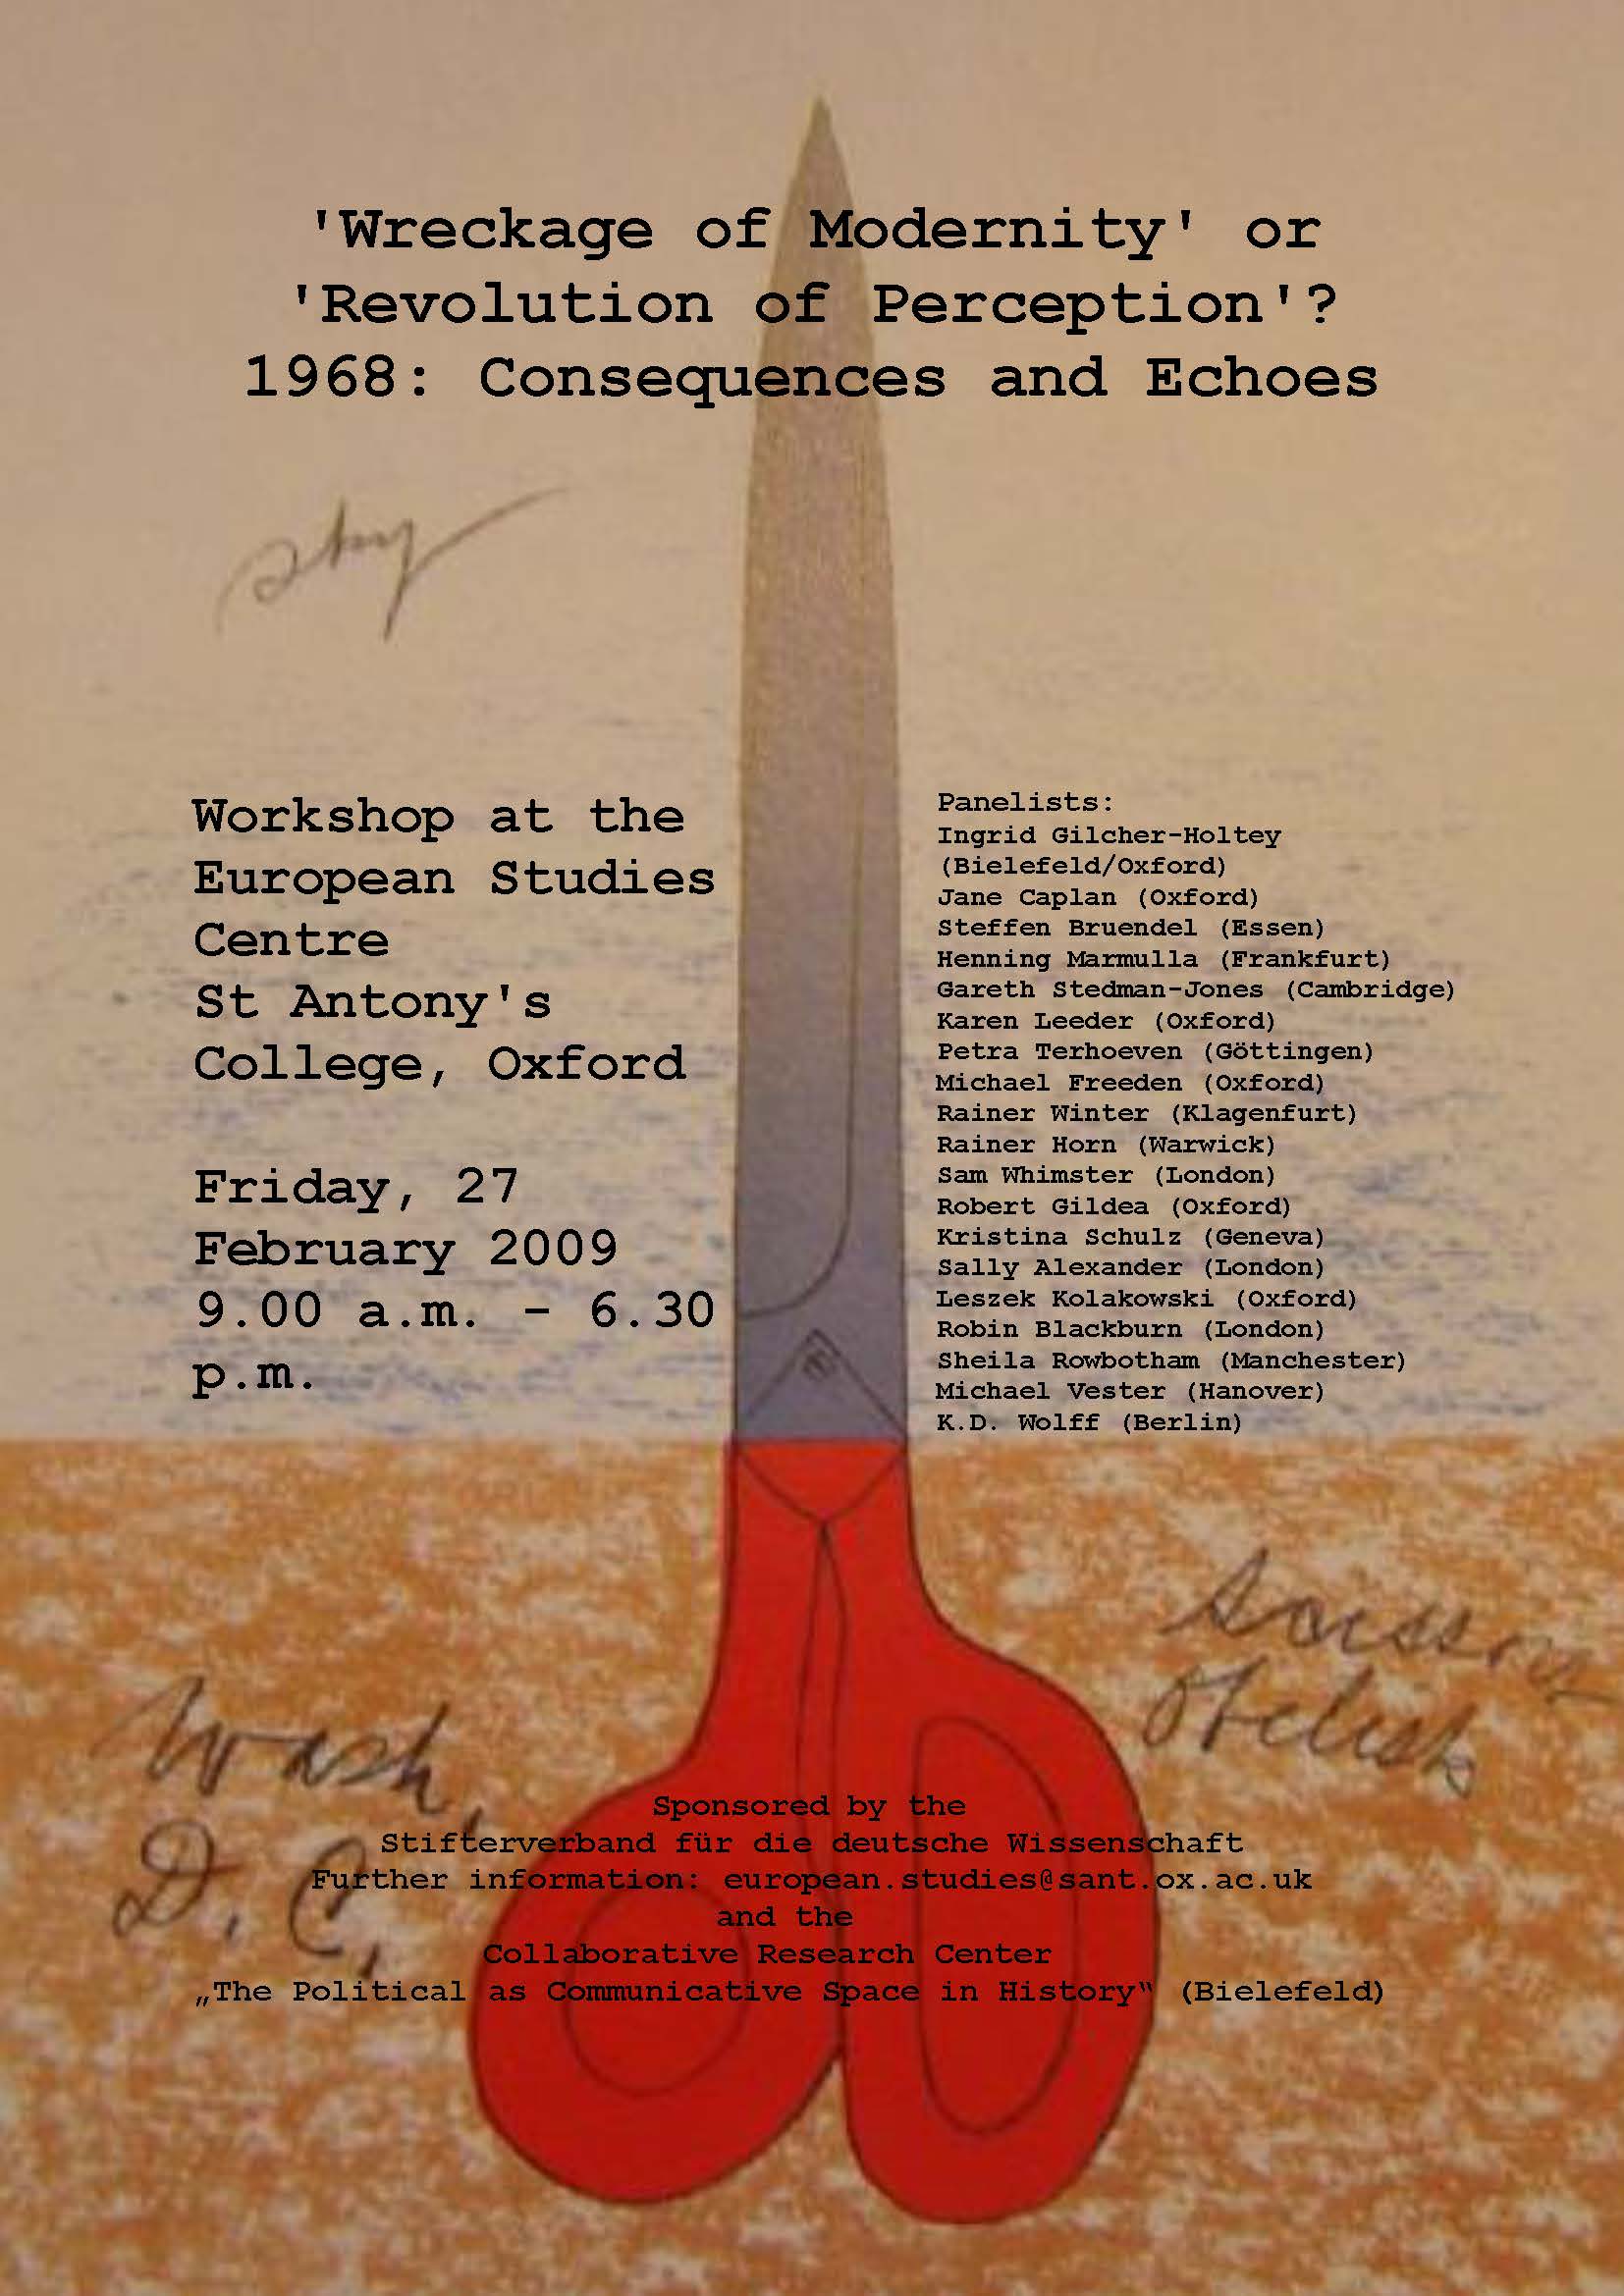 'Wreckage of Modernity' or
'Revolution of Perception'?
1968: Consequences and Echoes
sky
Workshop at the
European Studies
Centre
St Antony's
College, Oxford
Friday, 27
February 2009
9.00 a.m. - 6.30
p.m.
Panelists:
Ingrid Gilcher-Holtey
(Bielefeld/Oxford)
Jane Caplan (Oxford)
Steffen Bruendel (Essen)
Henning Marmulla (Frankfurt)
Gareth Stedman-Jones (Cambridge)
Karen Leeder (Oxford)
Petra Terhoeven (Göttingen)
Michael Freeden (Oxford)
Rainer Winter (Klagenfurt)
Rainer Horn (Warwick)
Sam Whimster (London)
Robert Gildea (Oxford)
Kristina Schulz (Geneva)
Sally Alexander (London)
Leszek Kolakowski (Oxford)
Robin Blackburn (London)
Sheila Rowbotham (Manchester)
Michael Vester (Hanover)
K.D. Wolff (Berlin)
Scissors
Obelisk
Wash,
D.C,
Sponsored by the
Stifterverband für die deutsche Wissenschaft
Further information: european.studies@sant.ox.ac.uk
and the
Collaborative Research Center
„The Political as Communicative Space in History“ (Bielefeld)